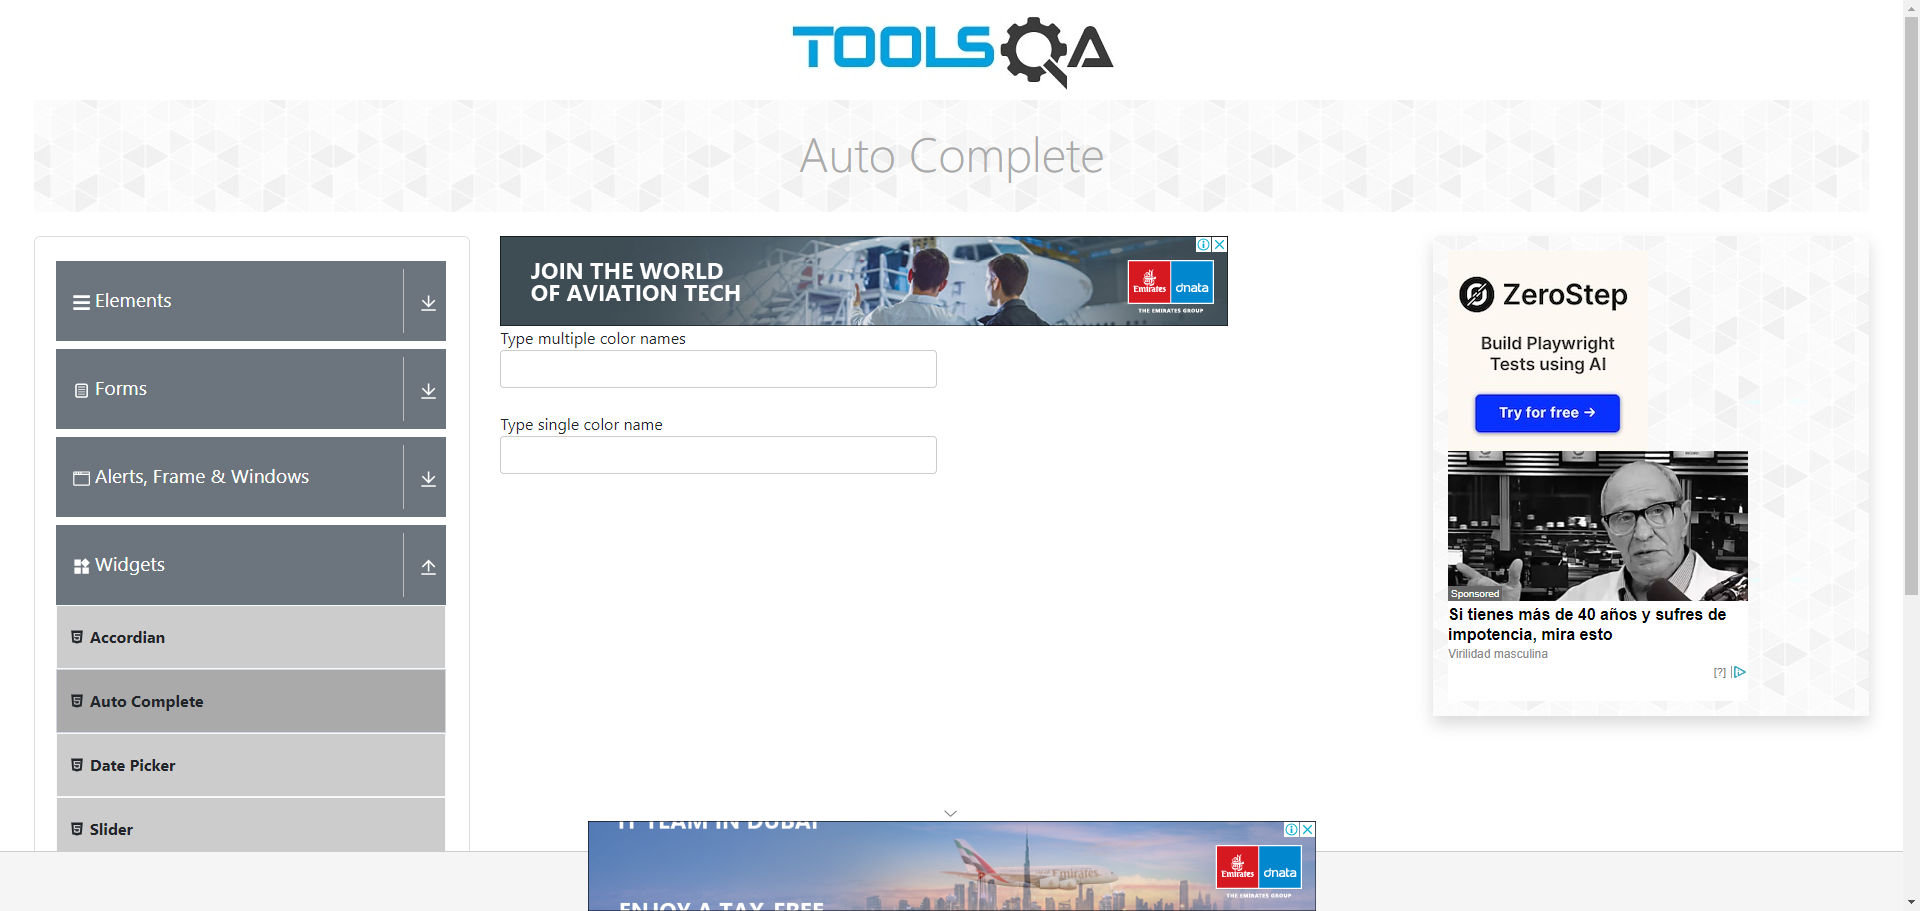 TOOLSQA
Auto Complete
Elements
Forms
Alerts, Frame & Windows
Widgets
Accordian
Auto Complete
Date Picker
Slider
JOIN THE WORLD
OF AVIATION TECH
Emirates
dnata
THE EMIRATES GROUP
Type multiple color names
Type single color name
ZeroStep
Build Playwright
Tests using AI
Try for free →
Sponsored
Si tienes más de 40 años y sufres de
impotencia, mira esto
Virilidad masculina
[?]
IT TEAM IN DUBAI
Emirates
ENJOY A TAX-FREE
Emirates
dnata
THE EMIRATES GROUP